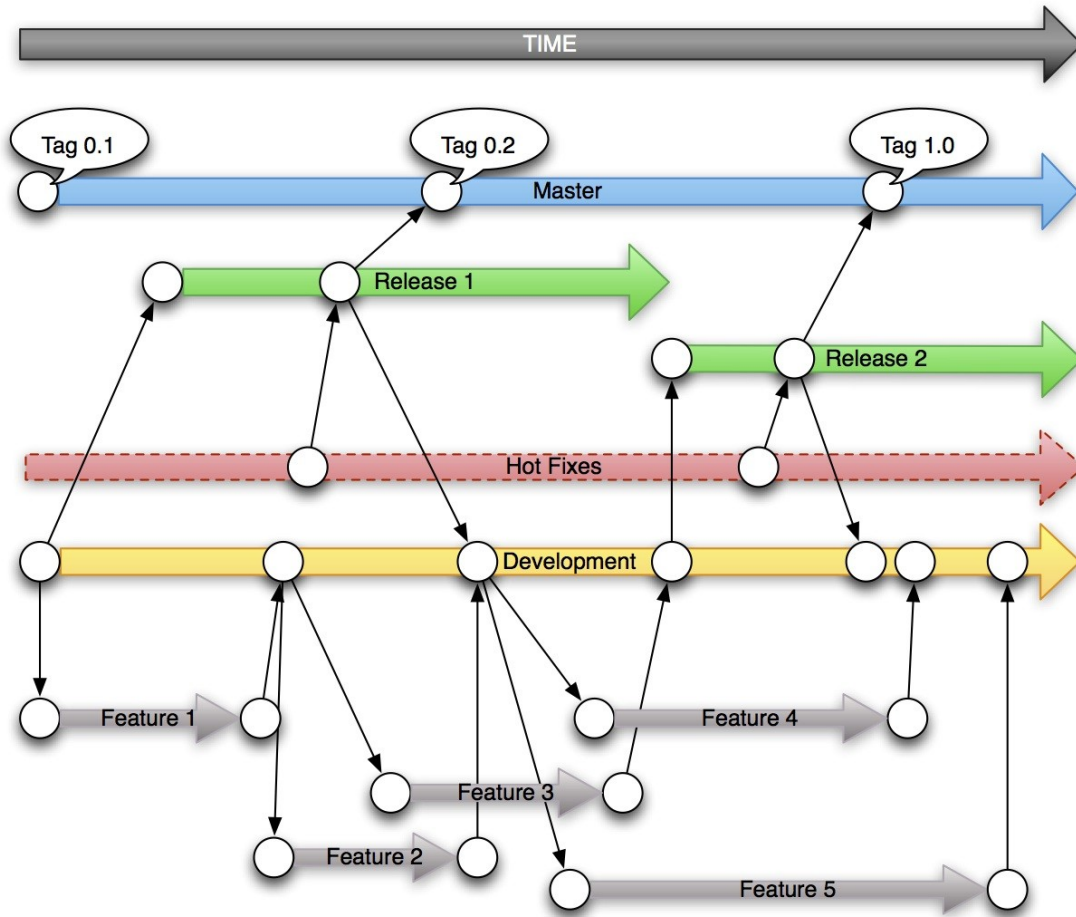 TIME
Tag 0.1
Tag 0.2
Tag 1.0
Master
Release 1
Release 2
Hot Fixes
Development
Feature 1
Feature 4
Feature 3
Feature 2
Feature 5